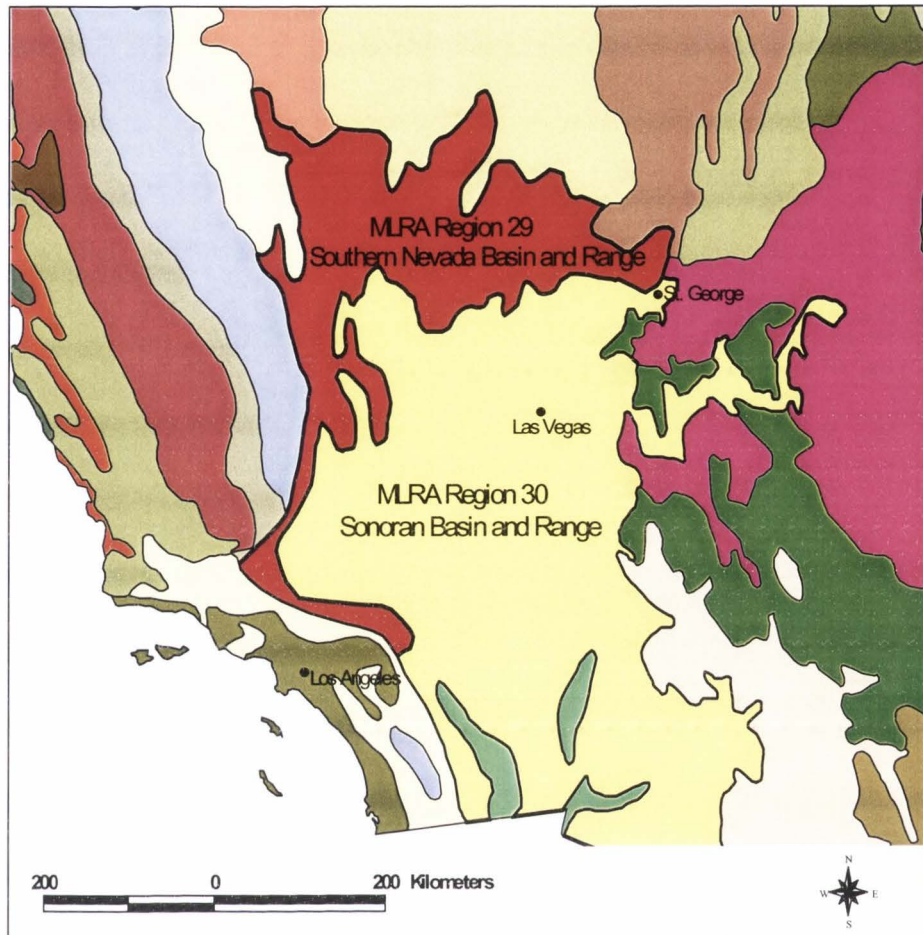 MLRA Region 29
Southern Nevada Basin and Range
St. George
Las Vegas
MLRA Region 30
Sonoran Basin and Range
Los Angeles
200 0 200 Kilometers
N
W E
S